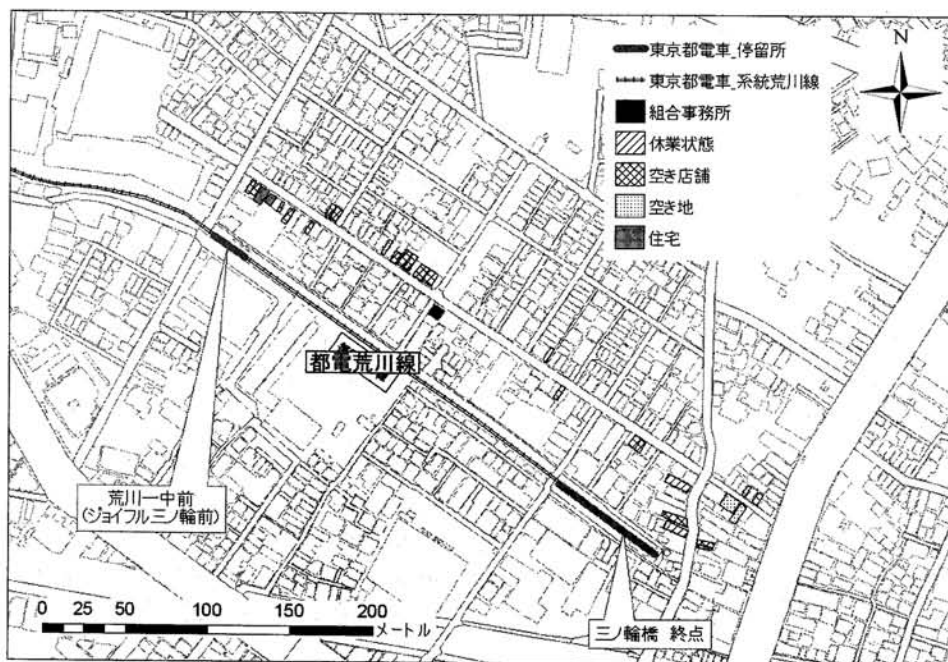 N
東京都電車_停留所
東京都電車_系統荒川線
組合事務所
休業状態
空き店舗
空き地
住宅
都電荒川線
荒川一中前
(ジョイフル三ノ輪前)
三ノ輪橋 終点
0 25 50 100 150 200
メートル